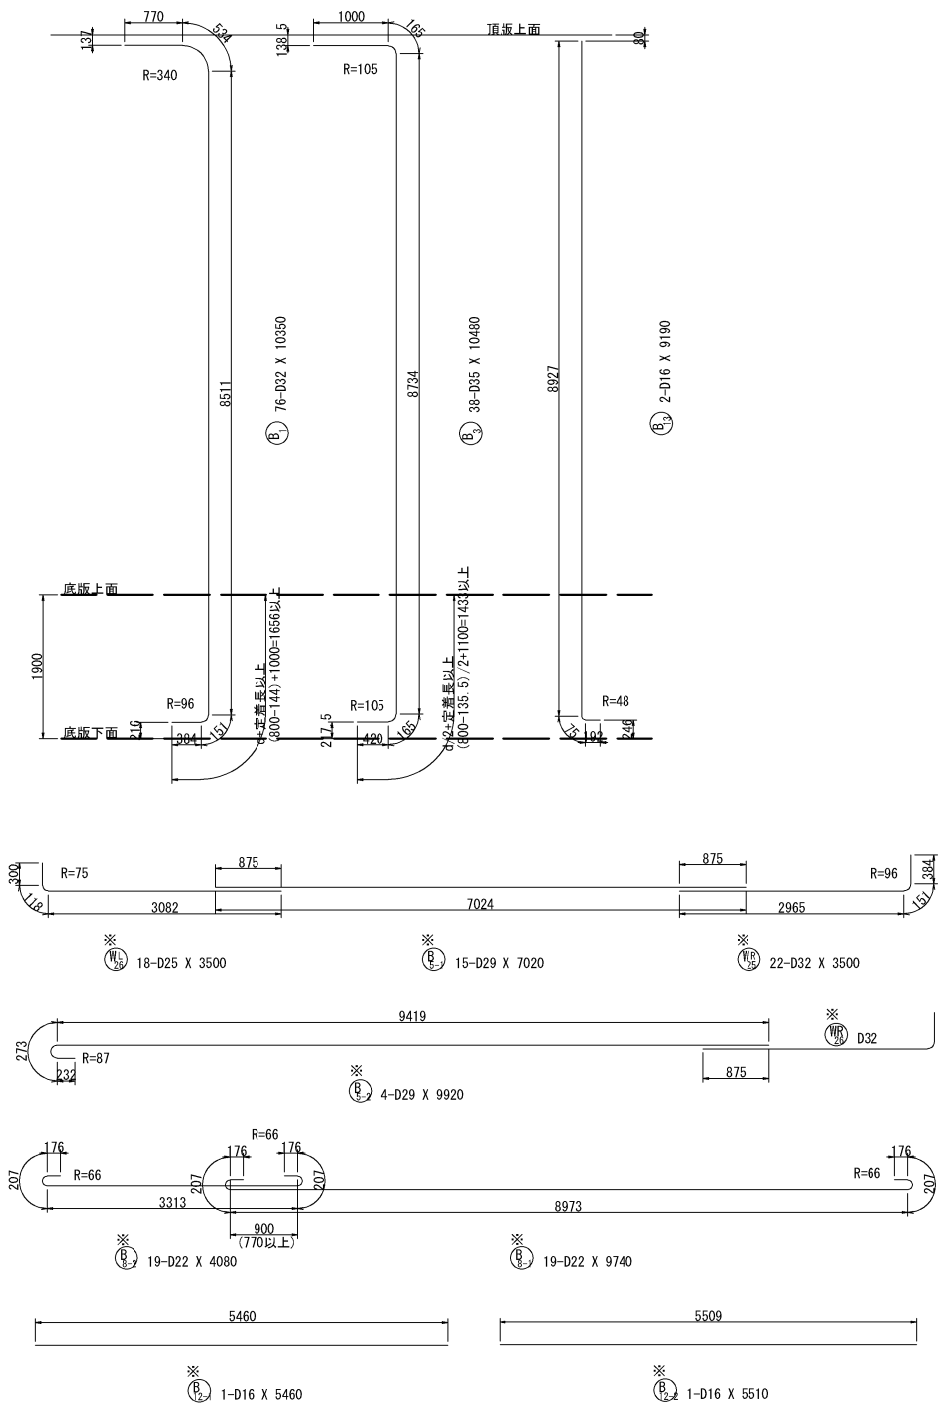 770
534
1000
165
頂版上面
137
138.5
80
R=340
R=105
8511
8734
8927
B1 76-D32 X 10350
B3 38-D35 X 10480
B13 2-D16 X 9190
底版上面
1900
d+定着長以上
(800-144)+1000=1656以上
d/2+定着長以上
(800-135.5)/2+1100=1433以上
R=96
R=105
R=48
216
384
151
217.5
420
165
75
192
246
底版下面
300
R=75
875
875
R=96
384
118
3082
7024
2965
151
※
※
※
WL26 18-D25 X 3500
B5-1 15-D29 X 7020
WR25 22-D32 X 3500
9419
※
WR26 D32
273
R=87
232
875
※
B5-2 4-D29 X 9920
R=66
176
176
176
176
R=66
R=66
207
207
207
207
3313
8973
900
(770以上)
※
※
B8-2 19-D22 X 4080
B8-1 19-D22 X 9740
5460
5509
※
※
B12-1 1-D16 X 5460
B12-2 1-D16 X 5510